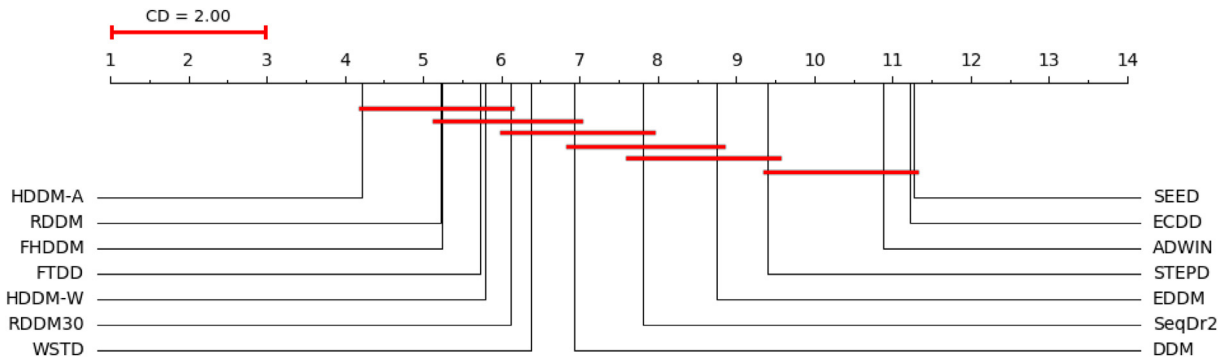 CD = 2.00
1 2 3 4 5 6 7 8 9 10 11 12 13 14
HDDM-A SEED
RDDM ECDD
FHDDM ADWIN
FTDD STEPD
HDDM-W EDDM
RDDM30 SeqDr2
WSTD DDM